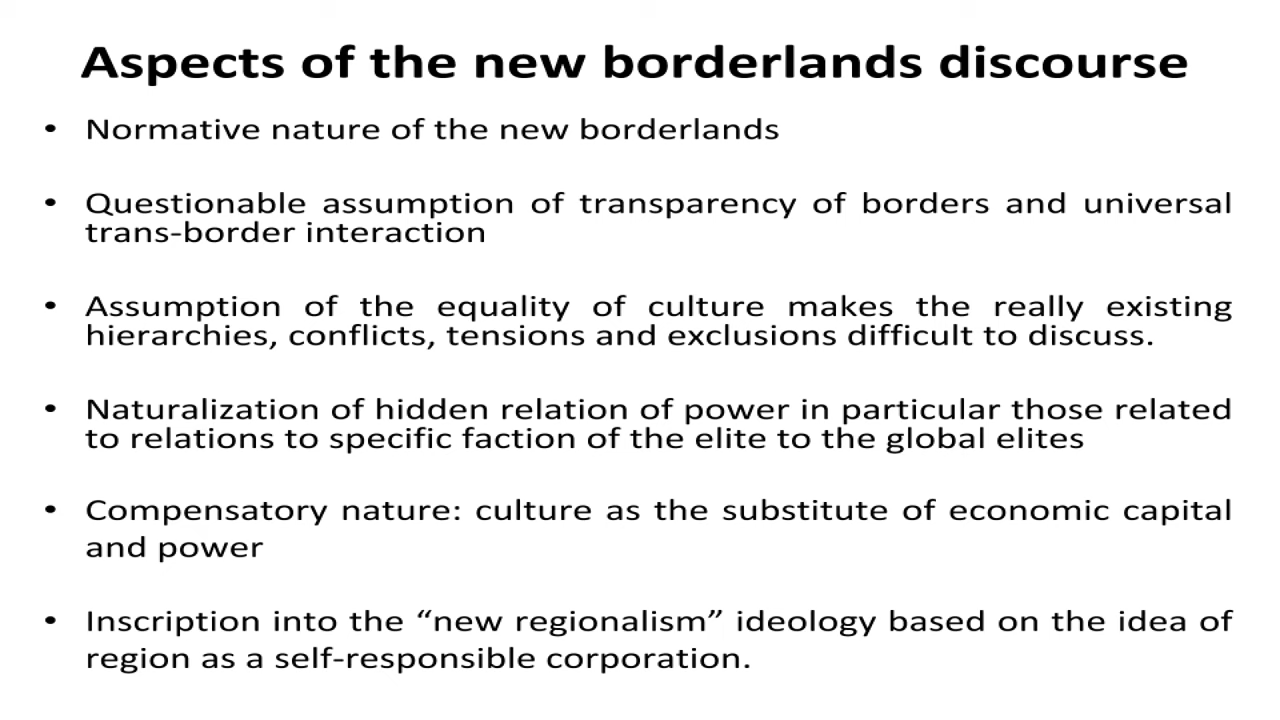 Aspects of the new borderlands discourse
• Normative nature of the new borderlands
• Questionable assumption of transparency of borders and universal
trans-border interaction
• Assumption of the equality of culture makes the really existing
hierarchies, conflicts, tensions and exclusions difficult to discuss.
• Naturalization of hidden relation of power in particular those related
to relations to specific faction of the elite to the global elites
• Compensatory nature: culture as the substitute of economic capital
and power
• Inscription into the “new regionalism” ideology based on the idea of
region as a self-responsible corporation.